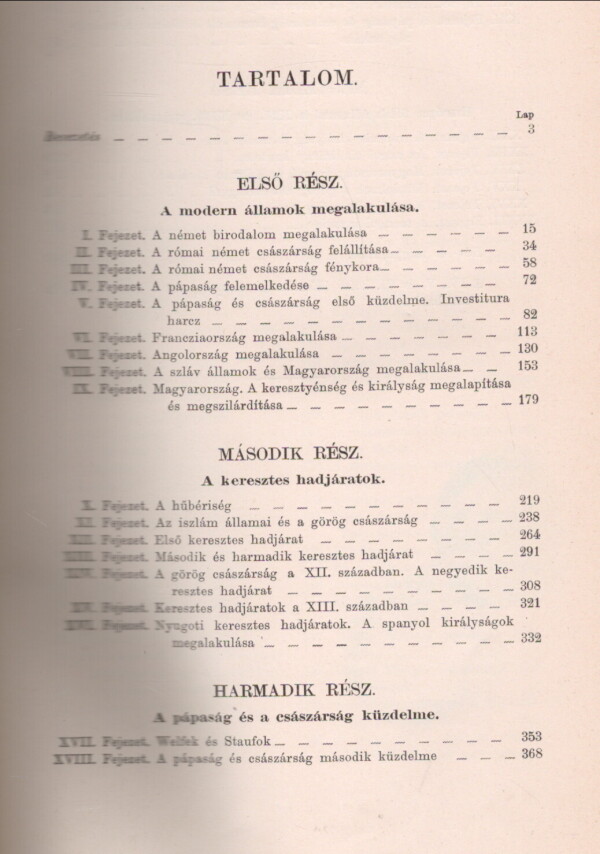 TARTALOM.
Lap
Bevezetés — — — — — — — — — — — — — — — — — — 3
ELSŐ RÉSZ.
A modern államok megalakulása.
I. Fejezet. A német birodalom megalakulása — — — — — — 15
II. Fejezet. A római német császárság felállítása — — — — — 34
III. Fejezet. A római német császárság fénykora — — — — — 58
IV. Fejezet. A pápaság felemelkedése — — — — — — — — 72
V. Fejezet. A pápaság és császárság első küzdelme. Investitura
harcz — — — — — — — — — — — — 82
VI. Fejezet. Francziaország megalakulása — — — — — — — 113
VII. Fejezet. Angolország megalakulása — — — — — — — 130
VIII. Fejezet. A szláv államok és Magyarország megalakulása — — 153
IX. Fejezet. Magyarország. A keresztyénség és királyság megalapítása
és megszilárdítása — — — — — — — — — 179
MÁSODIK RÉSZ.
A keresztes hadjáratok.
X. Fejezet. A hűbériség — — — — — — — — — — 219
XI. Fejezet. Az iszlám államai és a görög császárság — — — — 238
XII. Fejezet. Első keresztes hadjárat — — — — — — — — 264
XIII. Fejezet. Második és harmadik keresztes hadjárat — — — — 291
XIV. Fejezet. A görög császárság a XII. században. A negyedik ke-
resztes hadjárat — — — — — — — — — 308
XV. Fejezet. Keresztes hadjáratok a XIII. században — — — — 321
XVI. Fejezet. Nyugoti keresztes hadjáratok. A spanyol királyságok
megalakulása — — — — — — — — — — 332
HARMADIK RÉSZ.
A pápaság és a császárság küzdelme.
XVII. Fejezet. Welfek és Staufok — — — — — — — — — 353
XVIII. Fejezet. A pápaság és császárság második küzdelme — — — 368